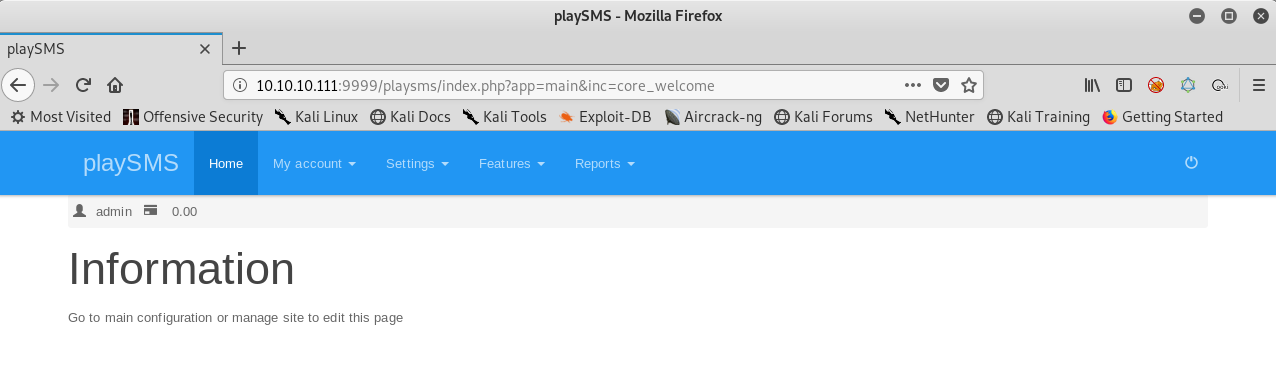 playSMS - Mozilla Firefox
playSMS
10.10.10.111:9999/playsms/index.php?app=main&inc=core_welcome
Most Visited Offensive Security Kali Linux Kali Docs Kali Tools Exploit-DB Aircrack-ng Kali Forums NetHunter Kali Training Getting Started
playSMS Home My account Settings Features Reports
admin 0.00
Information
Go to main configuration or manage site to edit this page